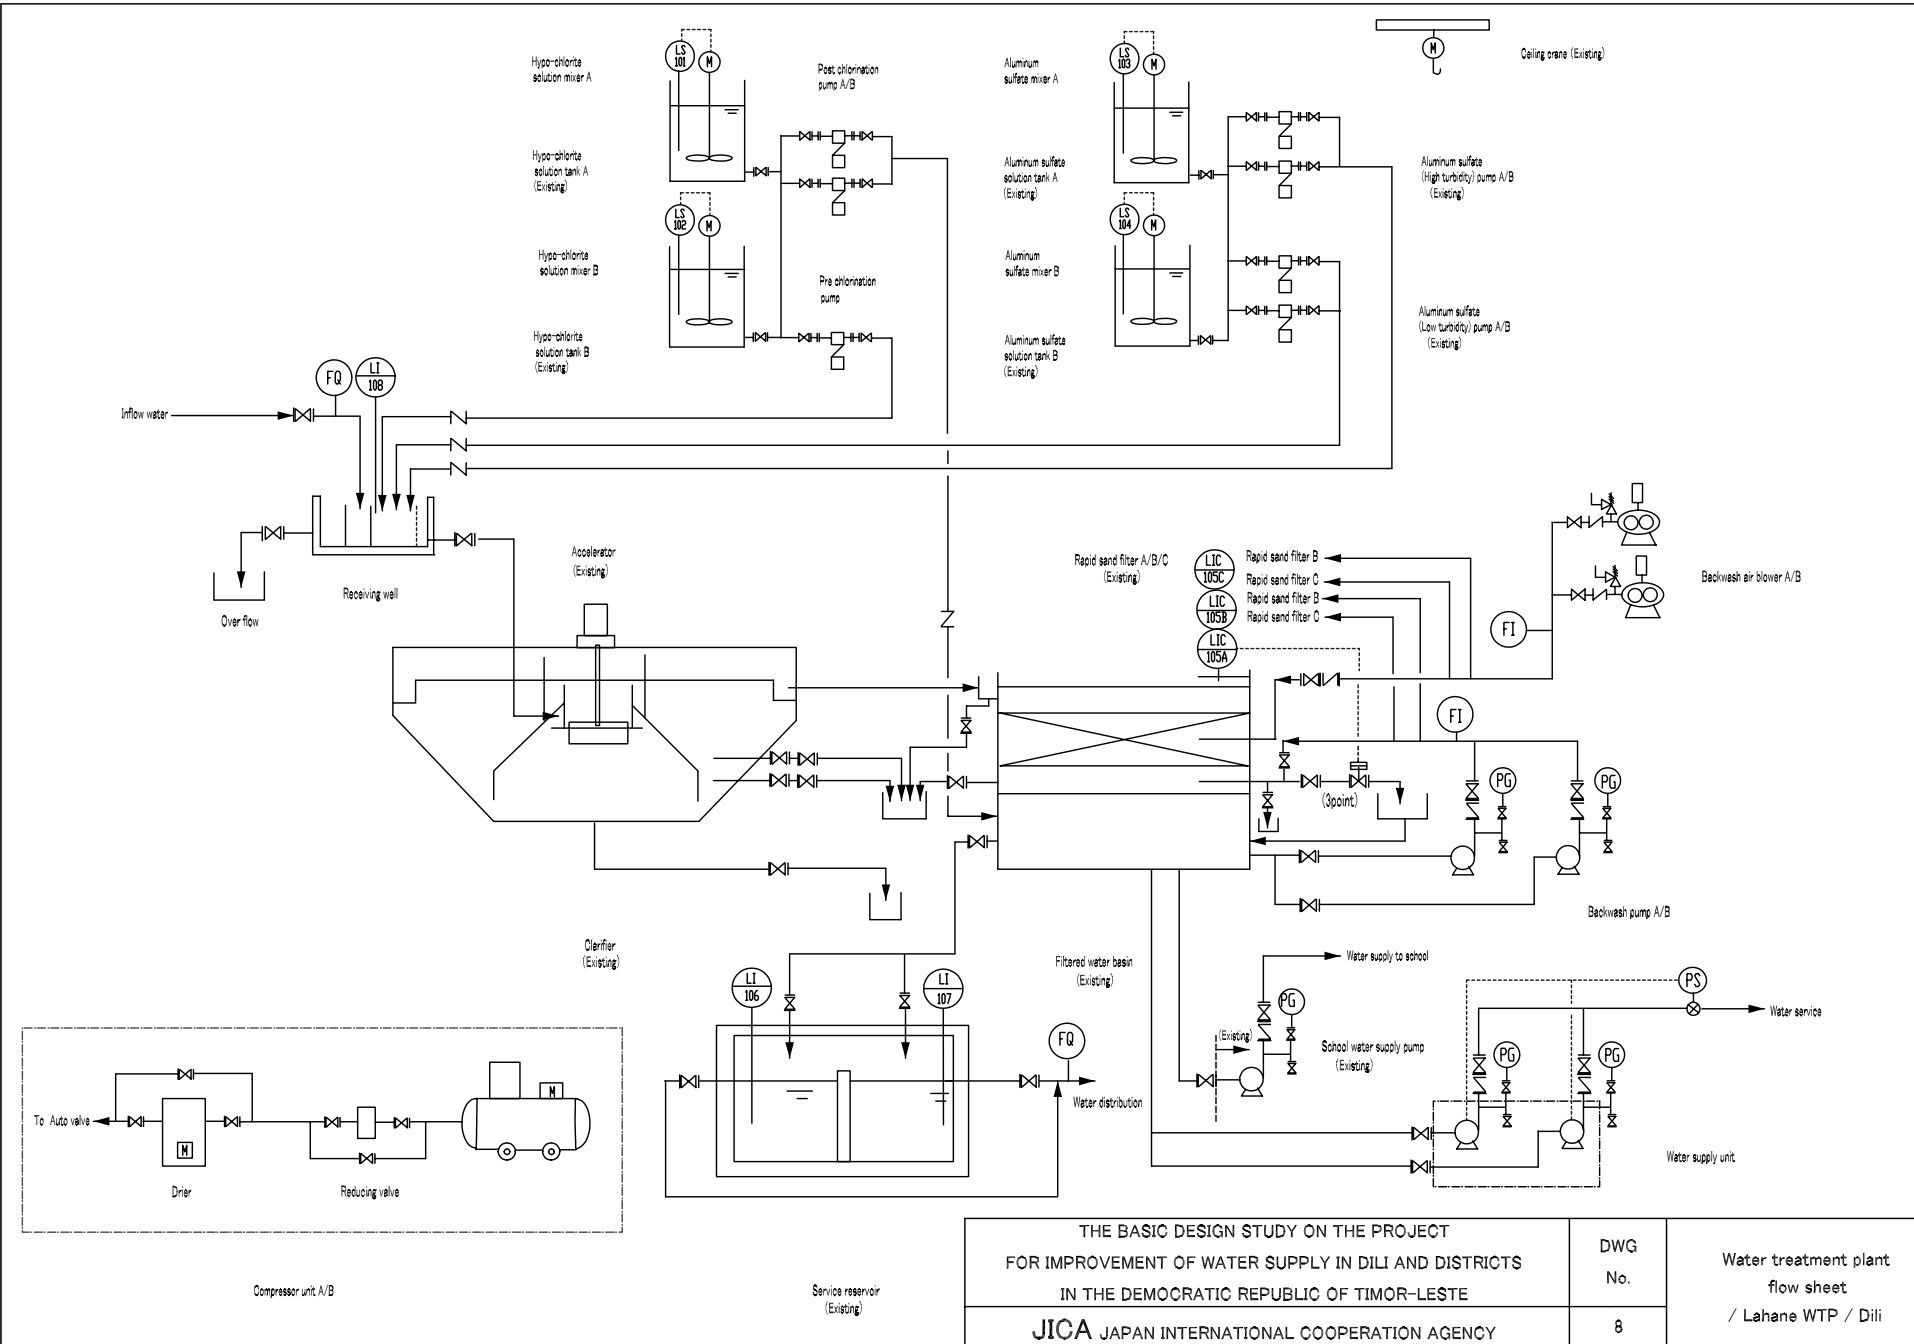 Hypo-chlorite
solution mixer A
LS
101
M
Post chlorination
pump A/B
Aluminum
sulfate mixer A
LS
103
M
M
Ceiling crane (Existing)
Hypo-chlorite
solution tank A
(Existing)
Aluminum sulfate
solution tank A
(Existing)
Aluminum sulfate
(High turbidity) pump A/B
(Existing)
LS
102
M
LS
104
M
Hypo-chlorite
solution mixer B
Pre chlorination
pump
Aluminum
sulfate mixer B
Hypo-chlorite
solution tank B
(Existing)
Aluminum sulfate
solution tank B
(Existing)
Aluminum sulfate
(Low turbidity) pump A/B
(Existing)
FQ
LI
108
Inflow water
Over flow
Receiving well
Accelerator
(Existing)
Rapid sand filter A/B/C
(Existing)
LIC
105C
LIC
105B
LIC
105A
Rapid sand filter B
Rapid sand filter C
Rapid sand filter B
Rapid sand filter C
Backwash air blower A/B
FI
FI
PG
PG
(3point)
Backwash pump A/B
Clarifier
(Existing)
LI
106
LI
107
Filtered water basin
(Existing)
Water supply to school
PG
(Existing)
School water supply pump
(Existing)
PS
Water service
PG
PG
FQ
Water distribution
Water supply unit
To Auto valve
M
M
Drier
Reducing valve
Compressor unit A/B
Service reservoir
(Existing)
THE BASIC DESIGN STUDY ON THE PROJECT
FOR IMPROVEMENT OF WATER SUPPLY IN DILI AND DISTRICTS
IN THE DEMOCRATIC REPUBLIC OF TIMOR-LESTE
JICA JAPAN INTERNATIONAL COOPERATION AGENCY
DWG
No.
8
Water treatment plant
flow sheet
/ Lahane WTP / Dili